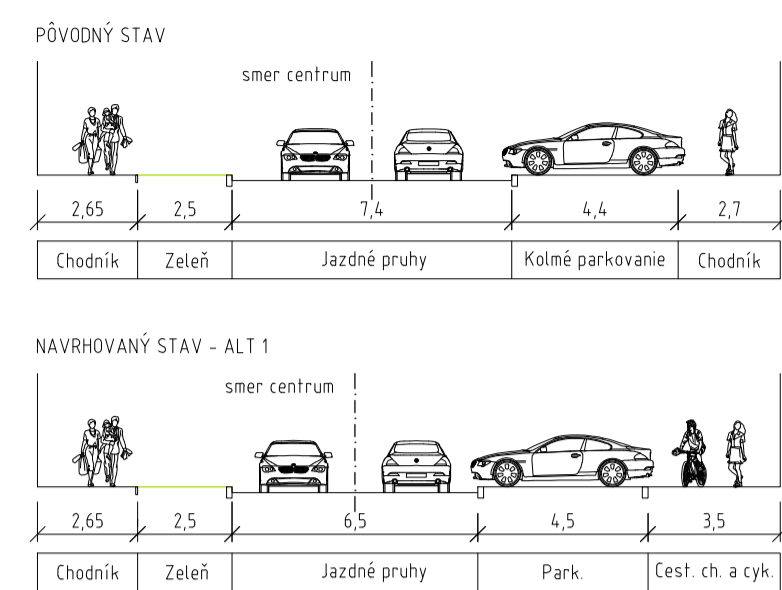 PÔVODNÝ STAV
smer centrum
2,65 2,5 7,4 4,4 2,7
Chodník Zeleň Jazdné pruhy Kolmé parkovanie Chodník
NAVRHOVANÝ STAV - ALT 1
smer centrum
2,65 2,5 6,5 4,5 3,5
Chodník Zeleň Jazdné pruhy Park. Cest. ch. a cyk.